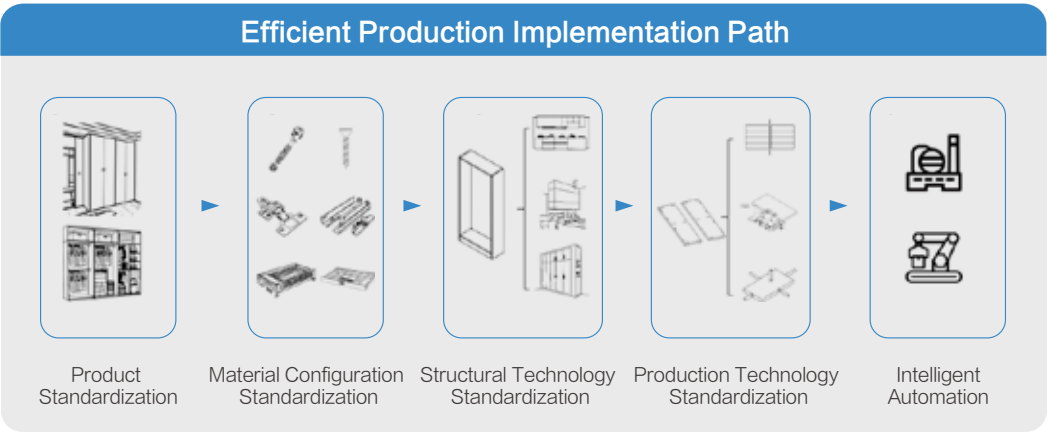 Efficient Production Implementation Path
Product
Standardization
Material Configuration
Standardization
Structural Technology
Standardization
Production Technology
Standardization
Intelligent
Automation